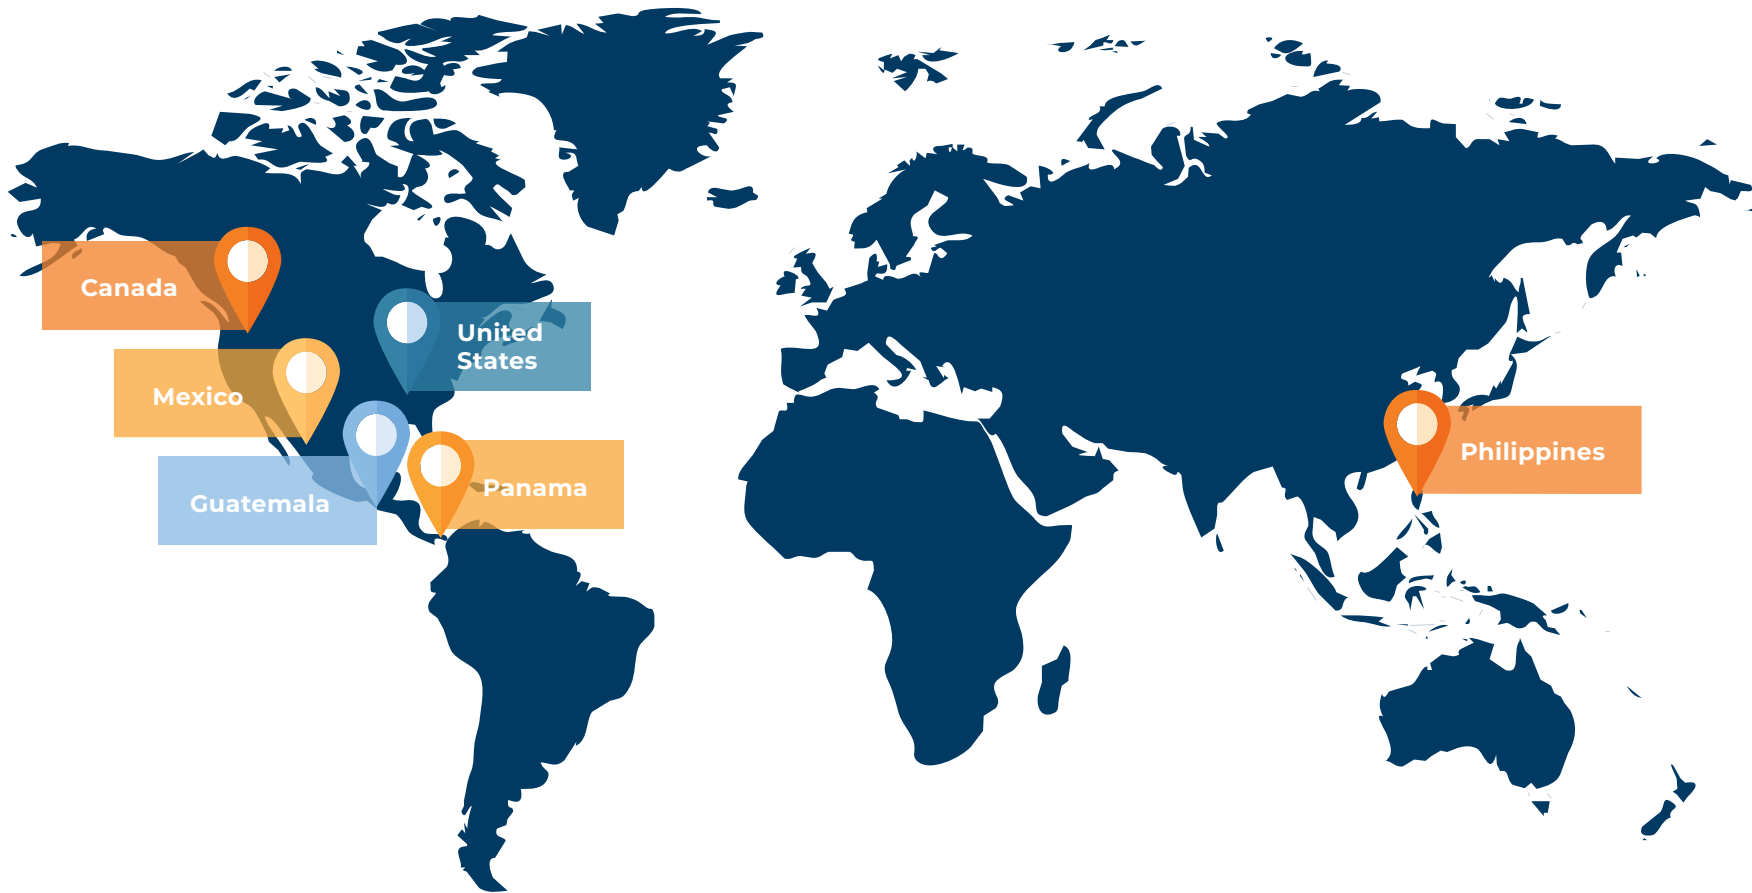 Canada
United
States
Mexico
Guatemala
Panama
Philippines